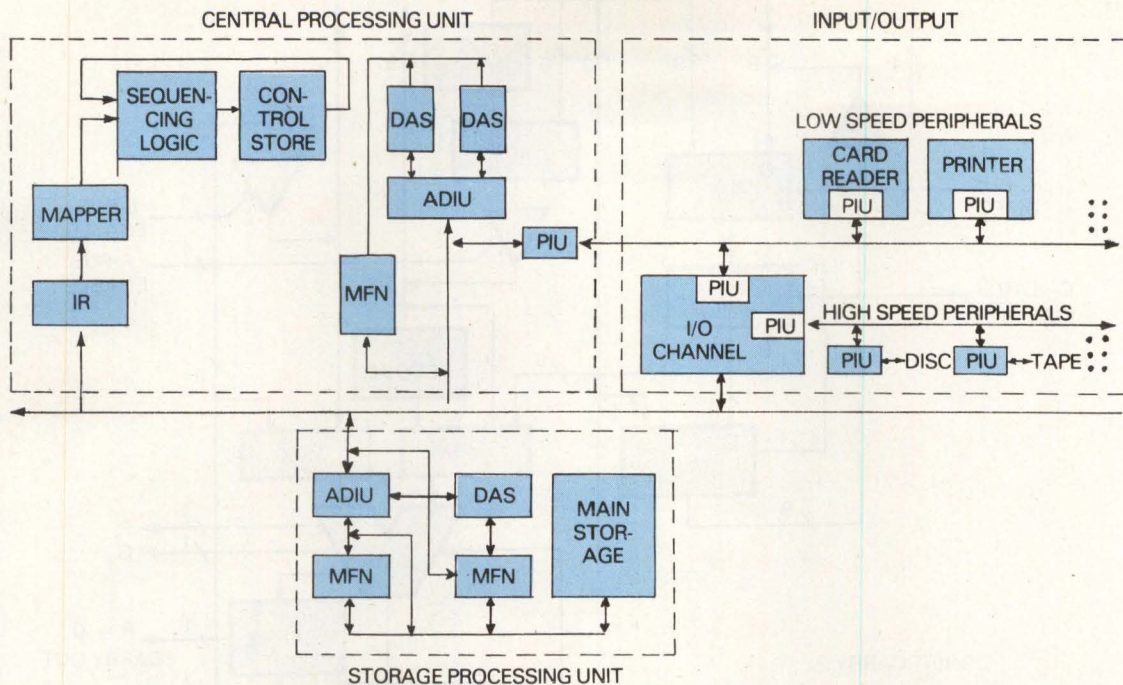 CENTRAL PROCESSING UNIT
INPUT/OUTPUT
SEQUEN-
CING
LOGIC
CON-
TROL
STORE
DAS
DAS
ADIU
MAPPER
IR
MFN
PIU
LOW SPEED PERIPHERALS
CARD
READER
PIU
PRINTER
PIU
PIU
I/O
CHANNEL
PIU
HIGH SPEED PERIPHERALS
PIU
DISC
PIU
TAPE
ADIU
DAS
MAIN
STOR-
AGE
MFN
MFN
STORAGE PROCESSING UNIT